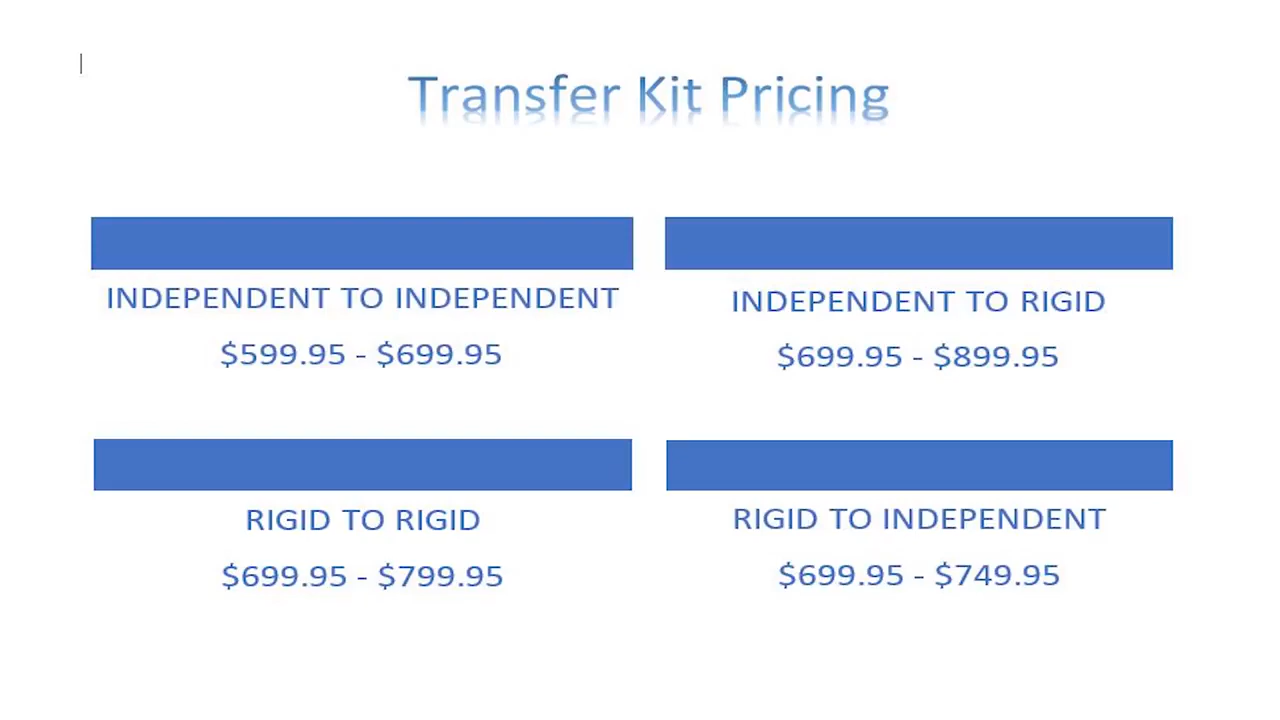 Transfer Kit Pricing
INDEPENDENT TO INDEPENDENT
$599.95 - $699.95
INDEPENDENT TO RIGID
$699.95 - $899.95
RIGID TO RIGID
$699.95 - $799.95
RIGID TO INDEPENDENT
$699.95 - $749.95